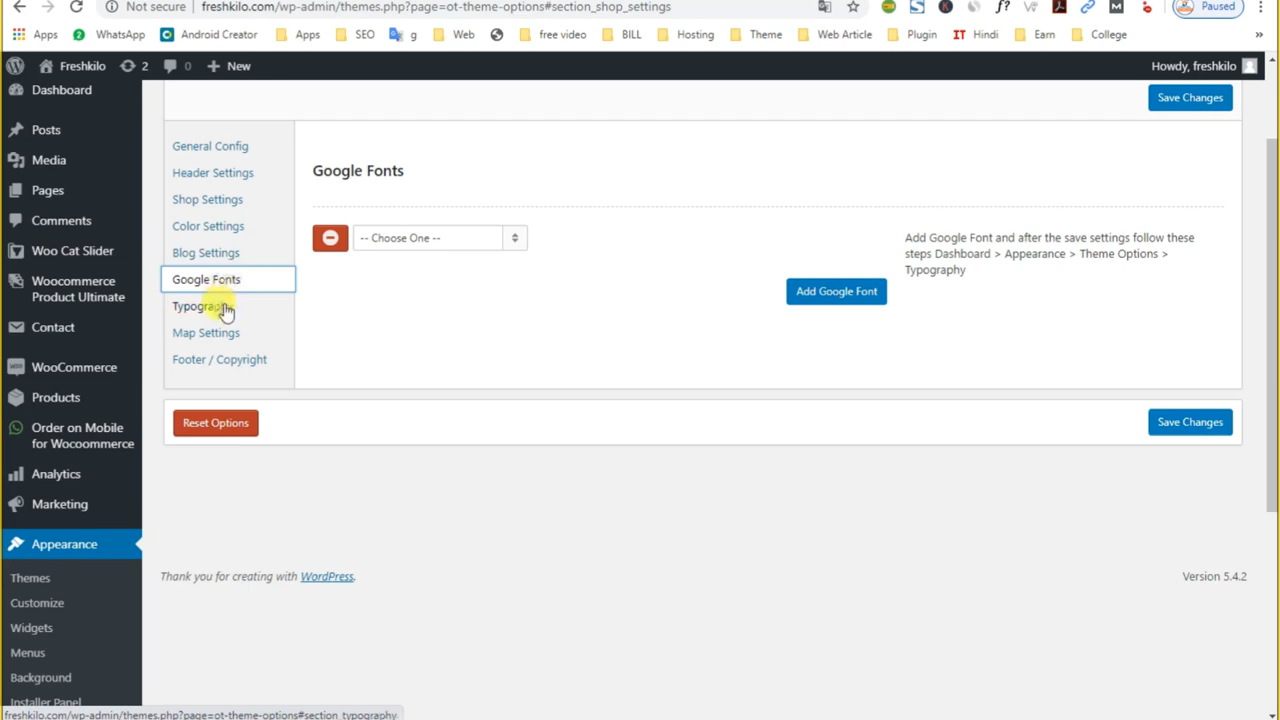 Not secure freshkilo.com/wp-admin/themes.php?page=ot-theme-options#section_shop_settings Paused
Apps WhatsApp Android Creator Apps SEO g Web free video BILL Hosting Theme Web Article Plugin IT Hindi Earn College »
Freshkilo 2 0 New Howdy, freshkilo
Dashboard
Posts
Media
Pages
Comments
Woo Cat Slider
Woocommerce
Product Ultimate
Contact
WooCommerce
Products
Order on Mobile
for Wocoommerce
Analytics
Marketing
Appearance
Themes
Customize
Widgets
Menus
Background
Installer Panel
Save Changes
General Config
Header Settings
Shop Settings
Color Settings
Blog Settings
Google Fonts
Typography
Map Settings
Footer / Copyright
Google Fonts
-- Choose One --
Add Google Font and after the save settings follow these
steps Dashboard > Appearance > Theme Options >
Typography
Add Google Font
Reset Options
Save Changes
Thank you for creating with WordPress.
Version 5.4.2
freshkilo.com/wp-admin/themes.php?page=ot-theme-options#section_typography